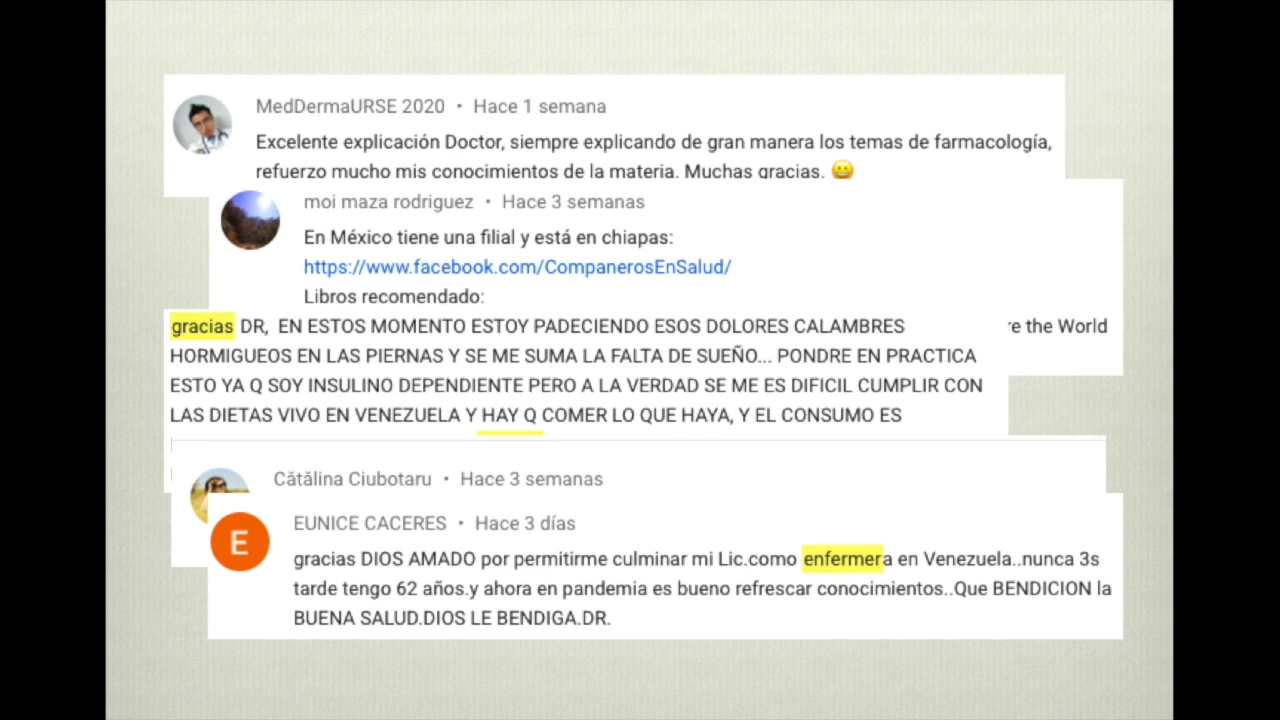 MedDermaURSE 2020 • Hace 1 semana
Excelente explicación Doctor, siempre explicando de gran manera los temas de farmacología,
refuerzo mucho mis conocimientos de la materia. Muchas gracias. 😀
moi maza rodriguez • Hace 3 semanas
En México tiene una filial y está en chiapas:
https://www.facebook.com/CompanerosEnSalud/
Libros recomendado:
re the World
gracias DR, EN ESTOS MOMENTO ESTOY PADECIENDO ESOS DOLORES CALAMBRES
HORMIGUEOS EN LAS PIERNAS Y SE ME SUMA LA FALTA DE SUEÑO... PONDRE EN PRACTICA
ESTO YA Q SOY INSULINO DEPENDIENTE PERO A LA VERDAD SE ME ES DIFICIL CUMPLIR CON
LAS DIETAS VIVO EN VENEZUELA Y HAY Q COMER LO QUE HAYA, Y EL CONSUMO ES
Cătălina Ciubotaru • Hace 3 semanas
E
EUNICE CACERES • Hace 3 días
gracias DIOS AMADO por permitirme culminar mi Lic.como enfermera en Venezuela..nunca 3s
tarde tengo 62 años.y ahora en pandemia es bueno refrescar conocimientos..Que BENDICION la
BUENA SALUD.DIOS LE BENDIGA.DR.